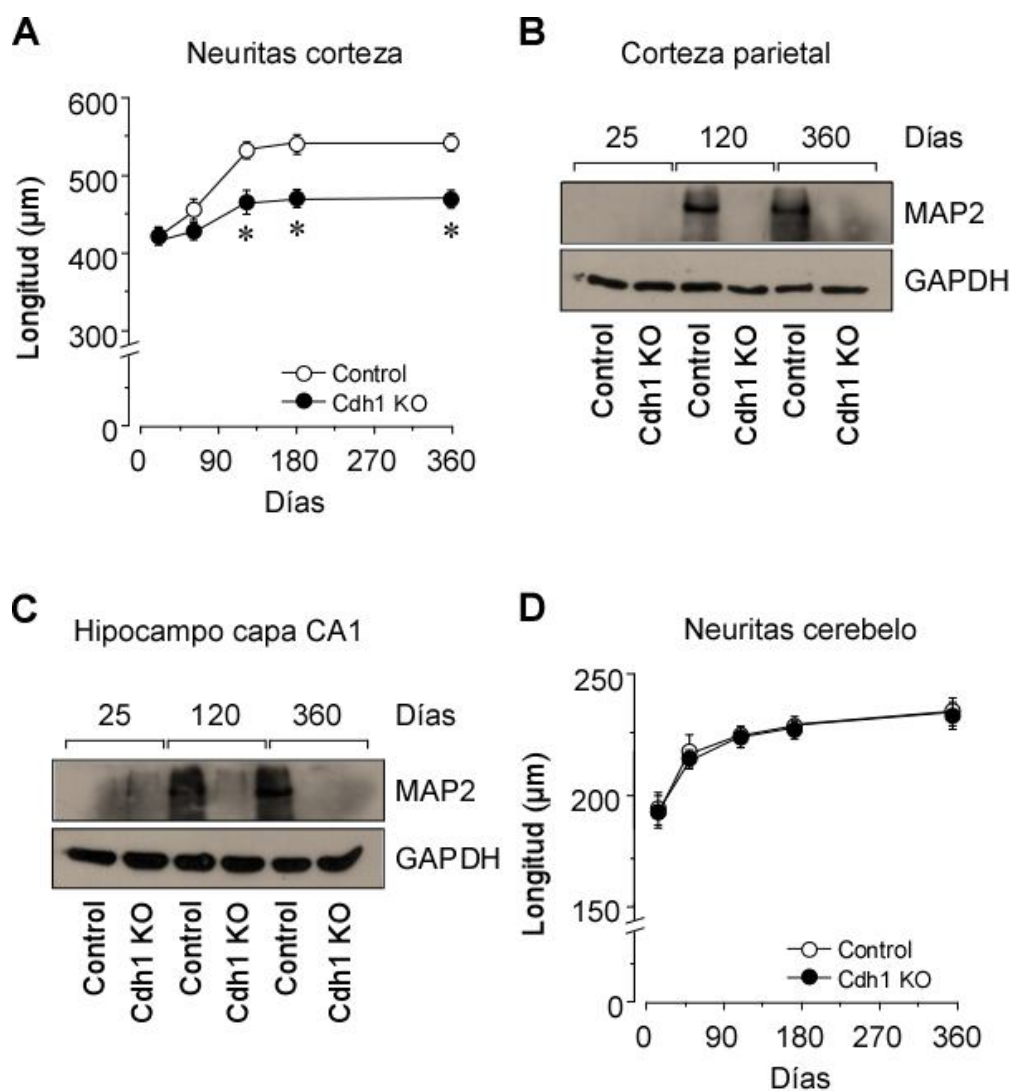 A
Neuritas corteza
600
500
400
300
0
Longitud (µm)
Control
Cdh1 KO
*
*
*
0 90 180 270 360
Días
B
Corteza parietal
25 120 360 Días
MAP2
GAPDH
Control
Cdh1 KO
Control
Cdh1 KO
Control
Cdh1 KO
C
Hipocampo capa CA1
25 120 360 Días
MAP2
GAPDH
Control
Cdh1 KO
Control
Cdh1 KO
Control
Cdh1 KO
D
Neuritas cerebelo
250
200
150
0
Longitud (µm)
Control
Cdh1 KO
0 90 180 270 360
Días